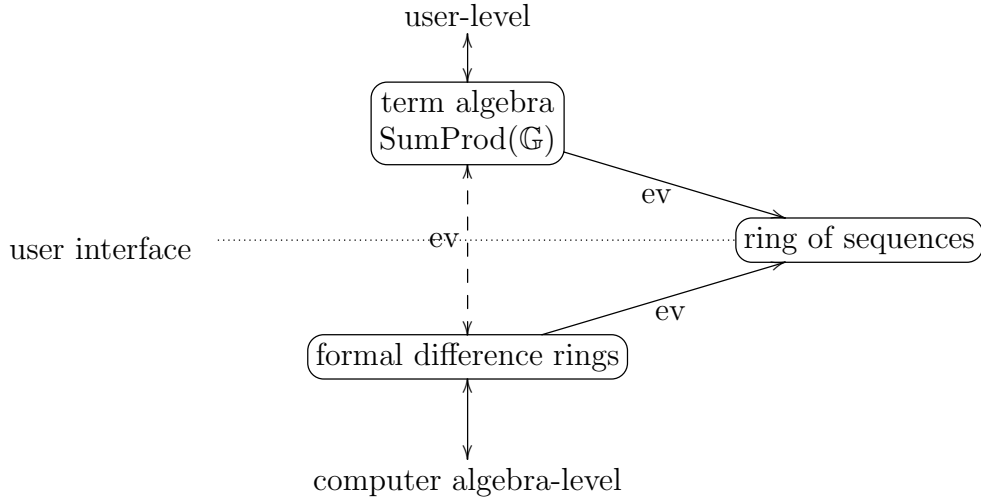 user-level
term algebra
SumProd(𝔾)
ev
ring of sequences
ev
user interface
ev
formal difference rings
computer algebra-level